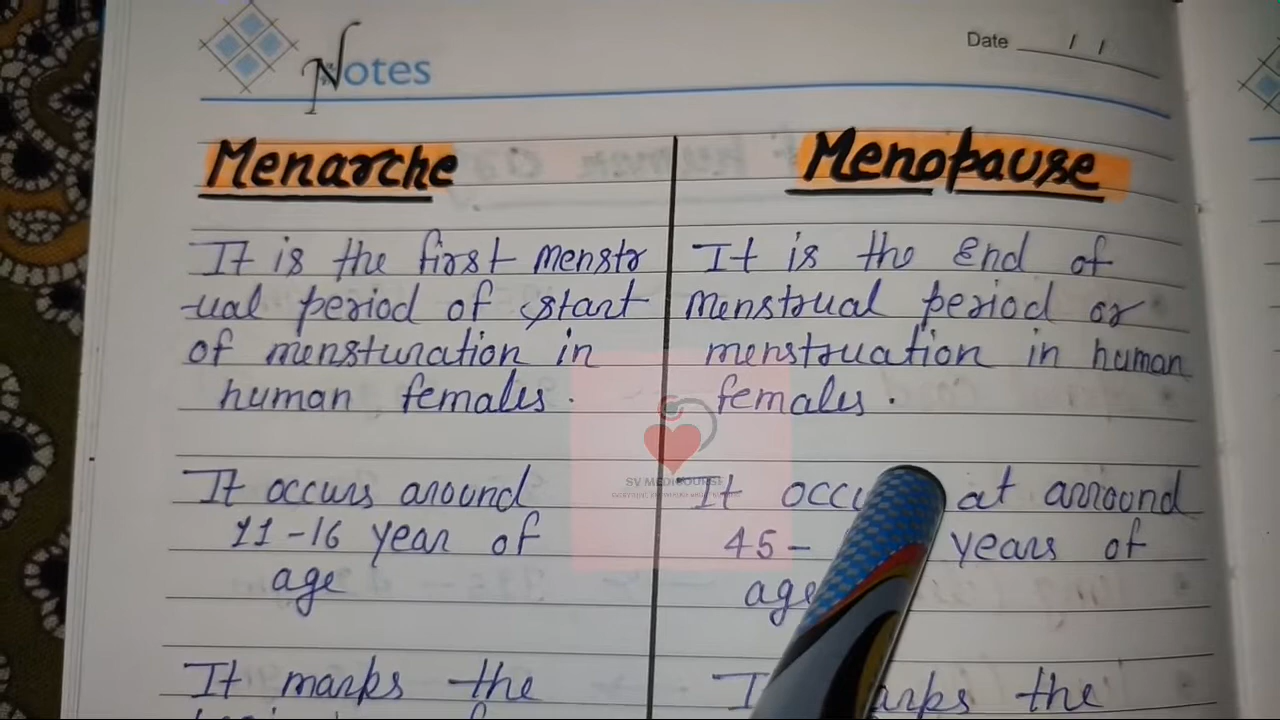 Notes
Date / /
Menarche
It is the first menstr
ual period of start
of mensturation in
human females.
It occurs around
11-16 year of
age
It marks the
Menopause
It is the End of
menstrual period or
menstruation in human
females.
It at arround
45- years of
age
the
SV MEDICOURSE